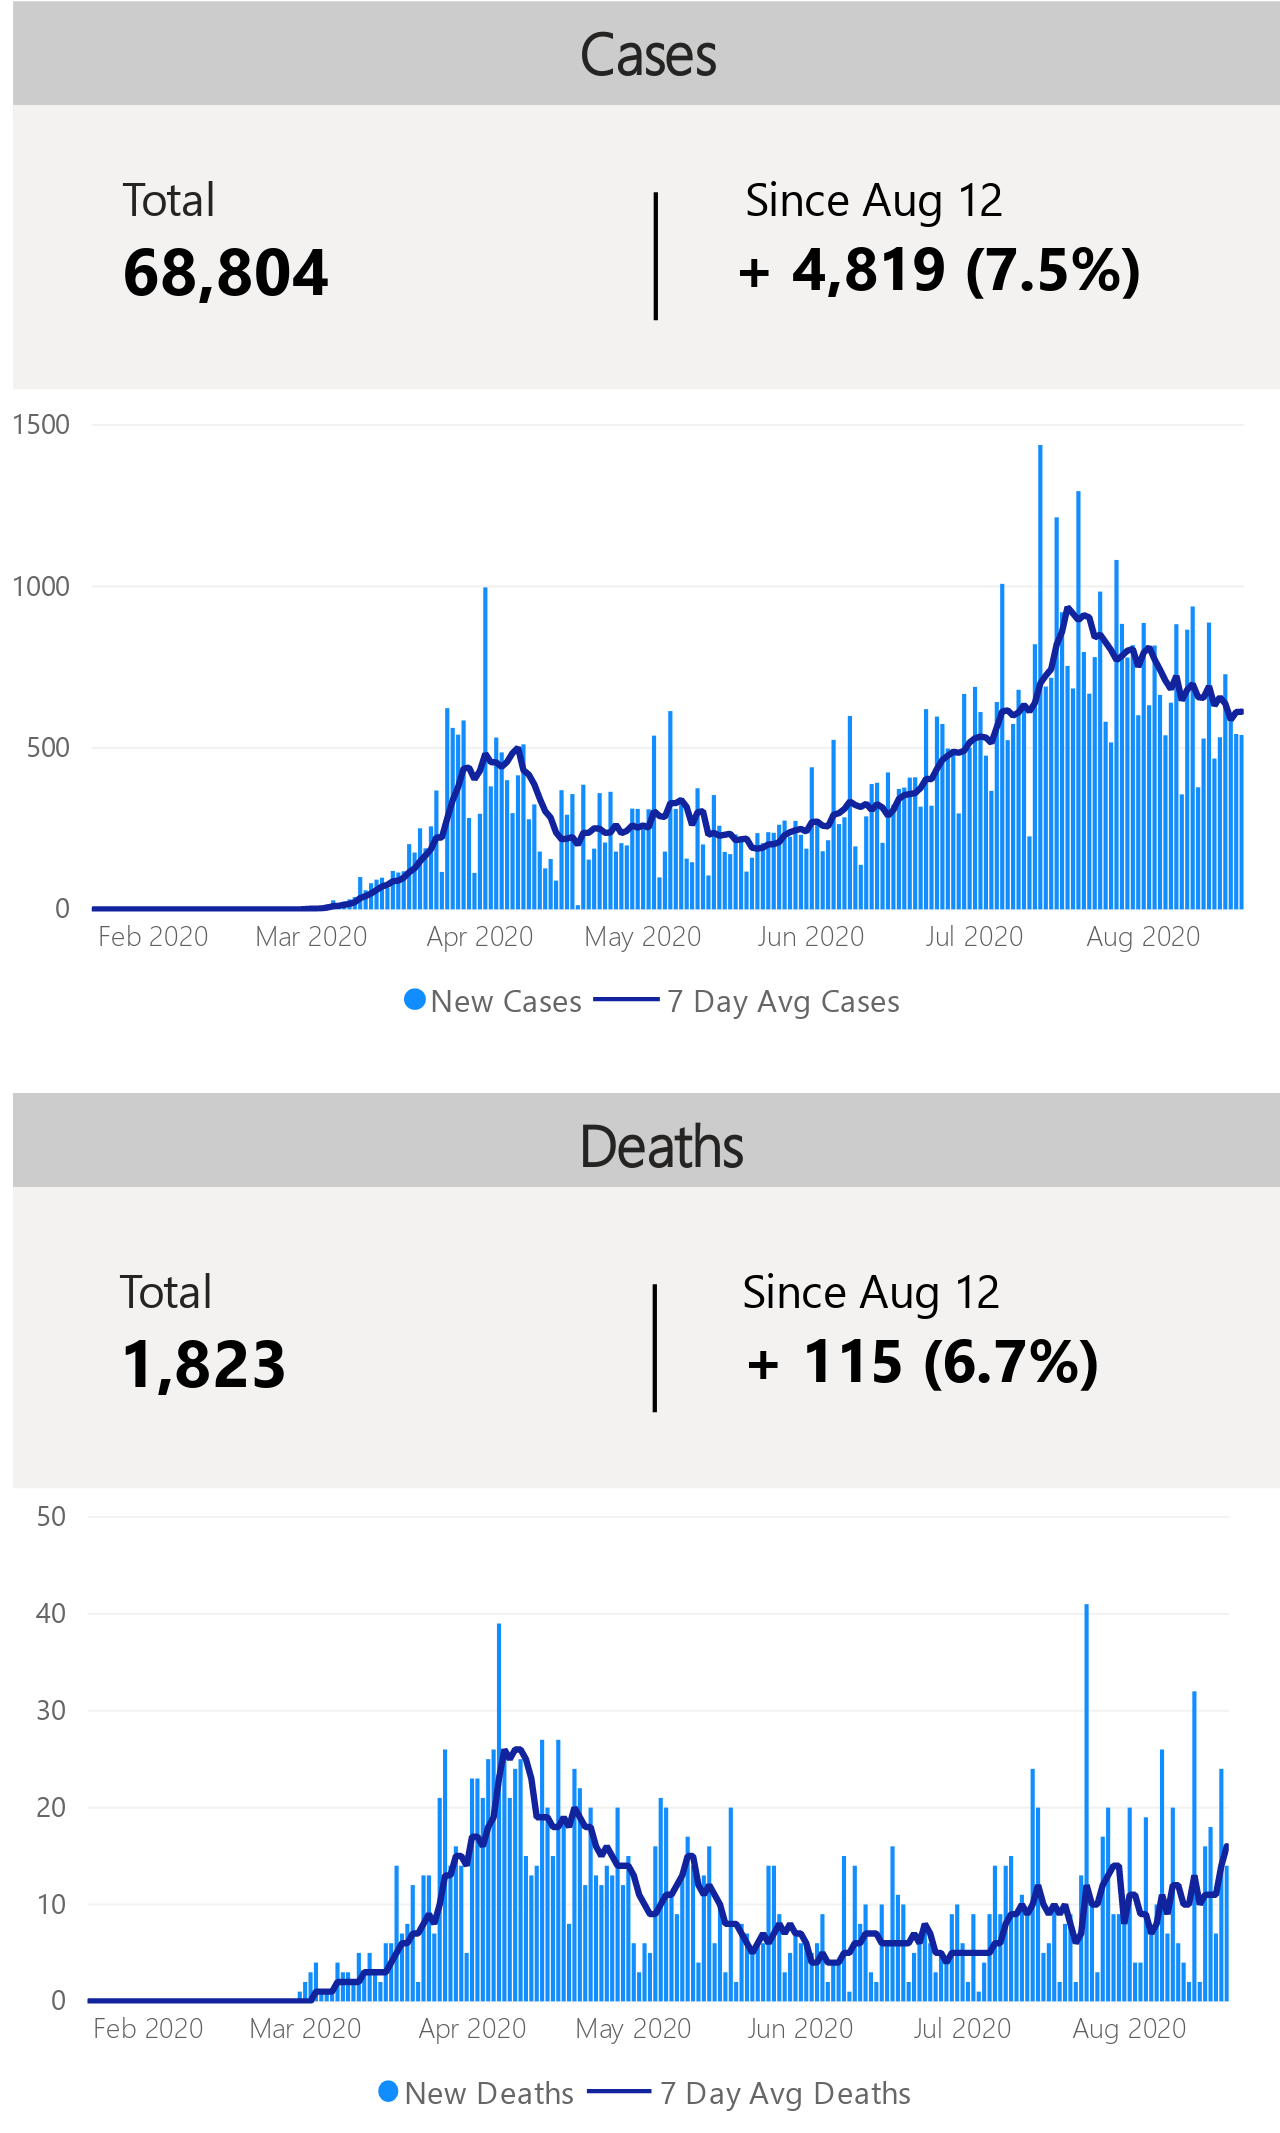 Cases
Total
Since Aug 12
68,804
+ 4,819 (7.5%)
1500
1000
500
0
Feb 2020 Mar 2020 Apr 2020 May 2020 Jun 2020 Jul 2020 Aug 2020
New Cases 7 Day Avg Cases
Deaths
Total
Since Aug 12
1,823
+ 115 (6.7%)
50
40
30
20
10
0
Feb 2020 Mar 2020 Apr 2020 May 2020 Jun 2020 Jul 2020 Aug 2020
New Deaths 7 Day Avg Deaths